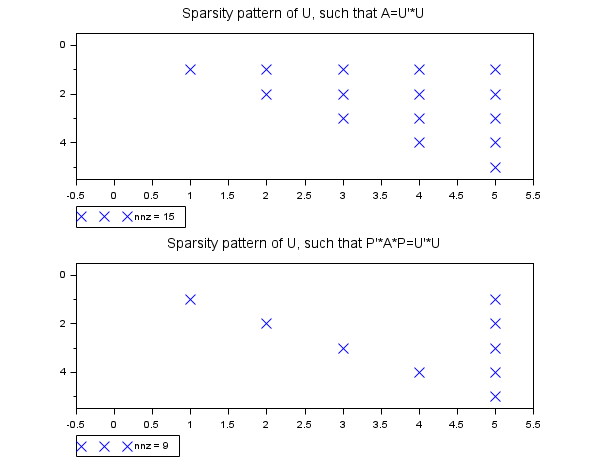 Sparsity pattern of U, such that A=U'*U
0
2
4
-0.5 0 0.5 1 1.5 2 2.5 3 3.5 4 4.5 5 5.5
nnz = 15
Sparsity pattern of U, such that P'*A*P=U'*U
0
2
4
-0.5 0 0.5 1 1.5 2 2.5 3 3.5 4 4.5 5 5.5
nnz = 9